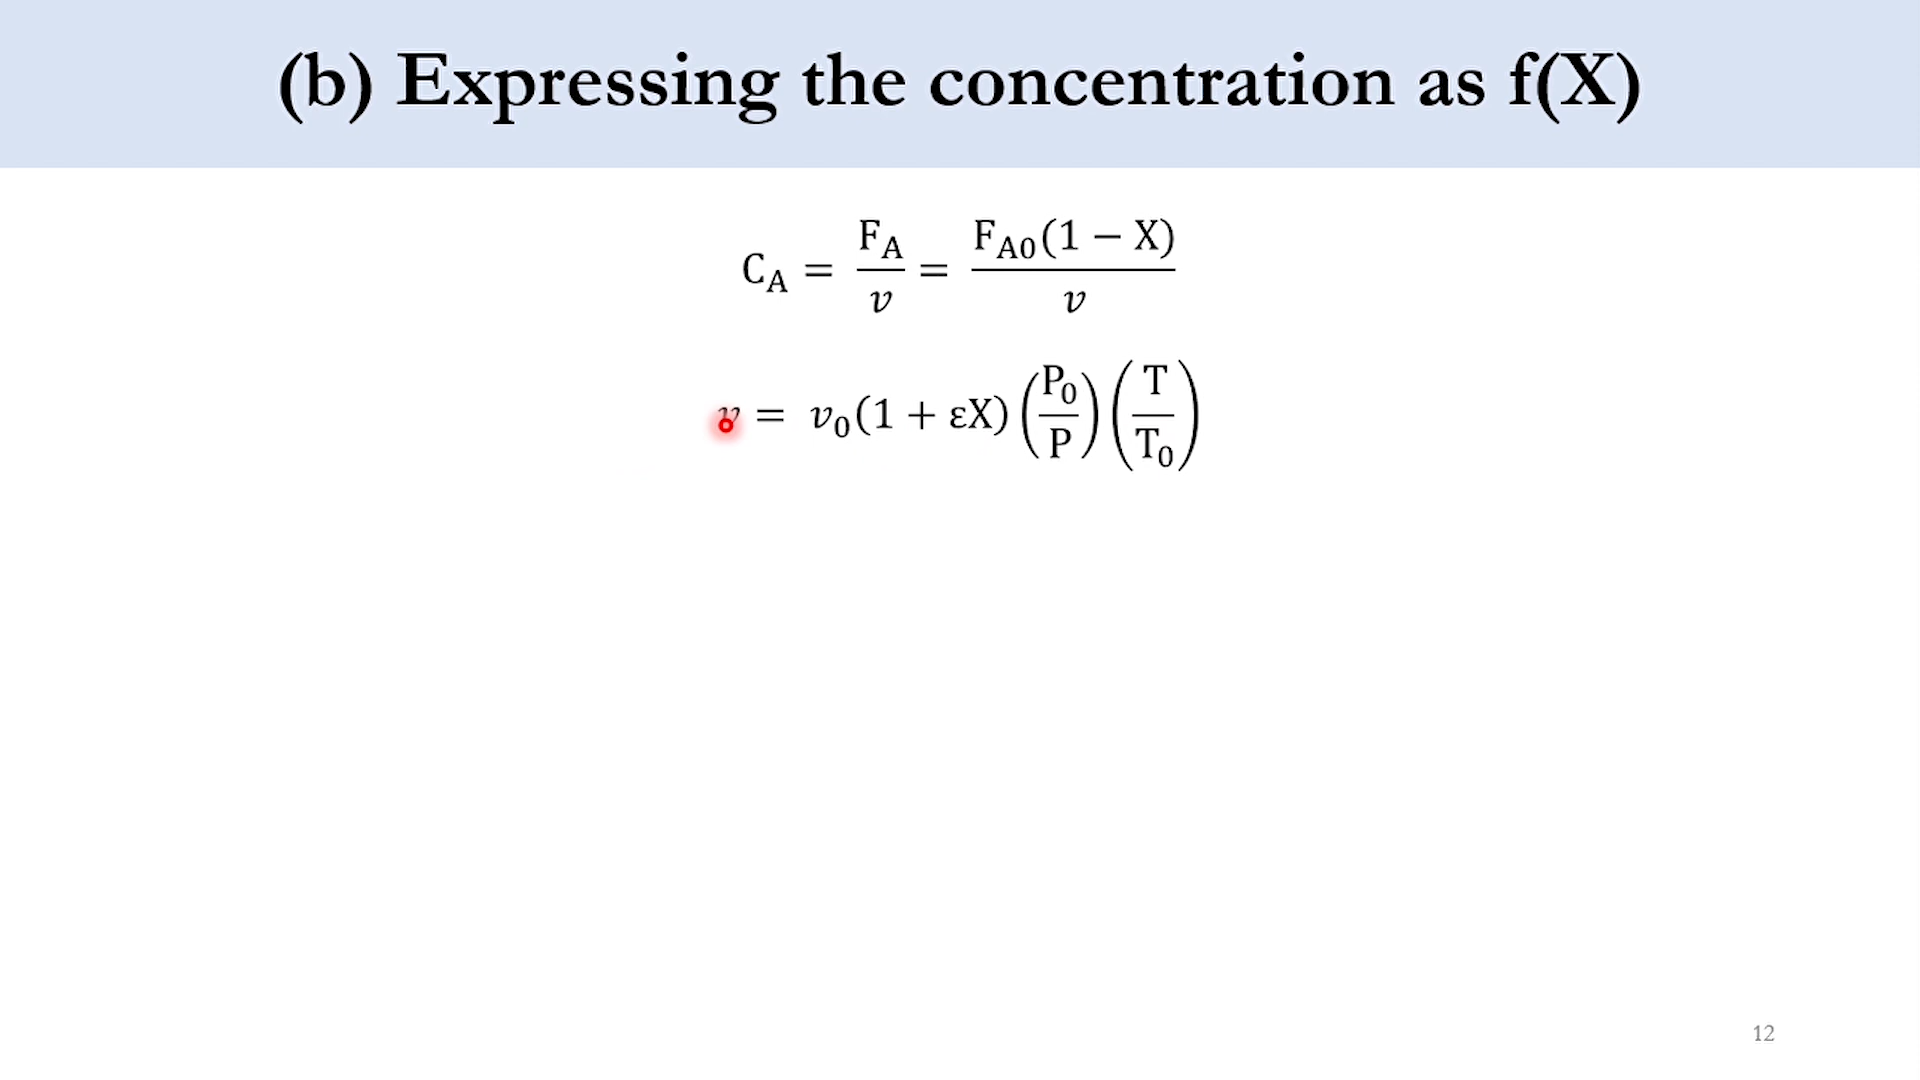 (b) Expressing the concentration as f(X)
C_A = F_A / v = F_A0(1 − X) / v
v = v_0(1 + εX) (P_0 / P) (T / T_0)
12